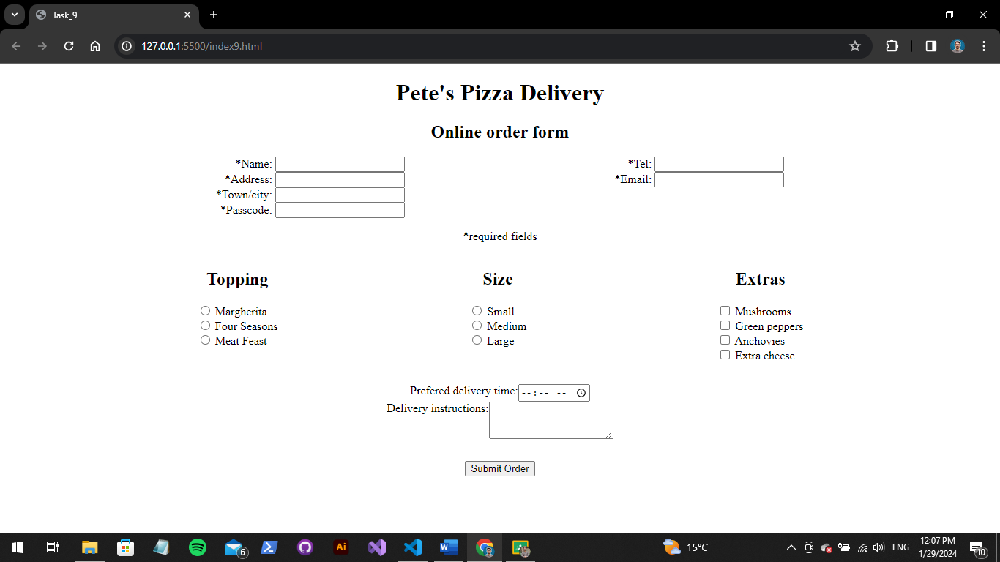 Task_9
127.0.0.1:5500/index9.html
Pete's Pizza Delivery
Online order form
*Name:
*Address:
*Town/city:
*Passcode:
*Tel:
*Email:
*required fields
Topping
Margherita
Four Seasons
Meat Feast
Size
Small
Medium
Large
Extras
Mushrooms
Green peppers
Anchovies
Extra cheese
Prefered delivery time: --:-- --
Delivery instructions:
Submit Order
6
Ai
W
15°C
ENG
12:07 PM
1/29/2024
10